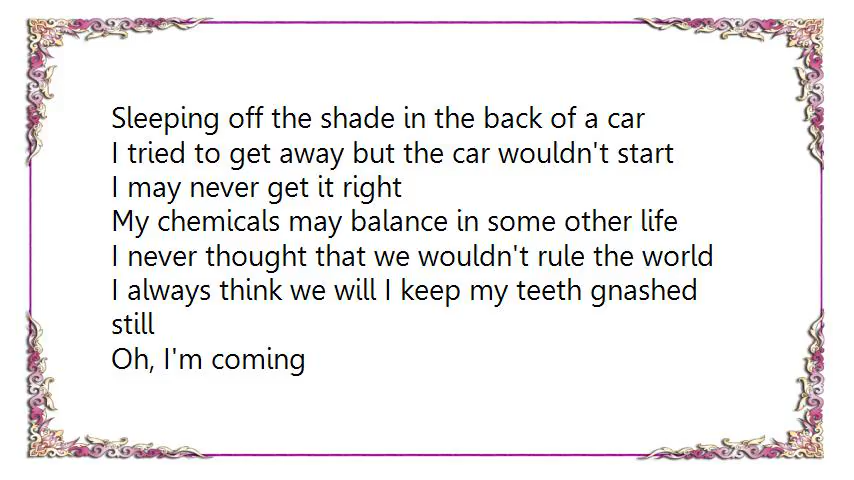 Sleeping off the shade in the back of a car
I tried to get away but the car wouldn't start
I may never get it right
My chemicals may balance in some other life
I never thought that we wouldn't rule the world
I always think we will I keep my teeth gnashed
still
Oh, I'm coming